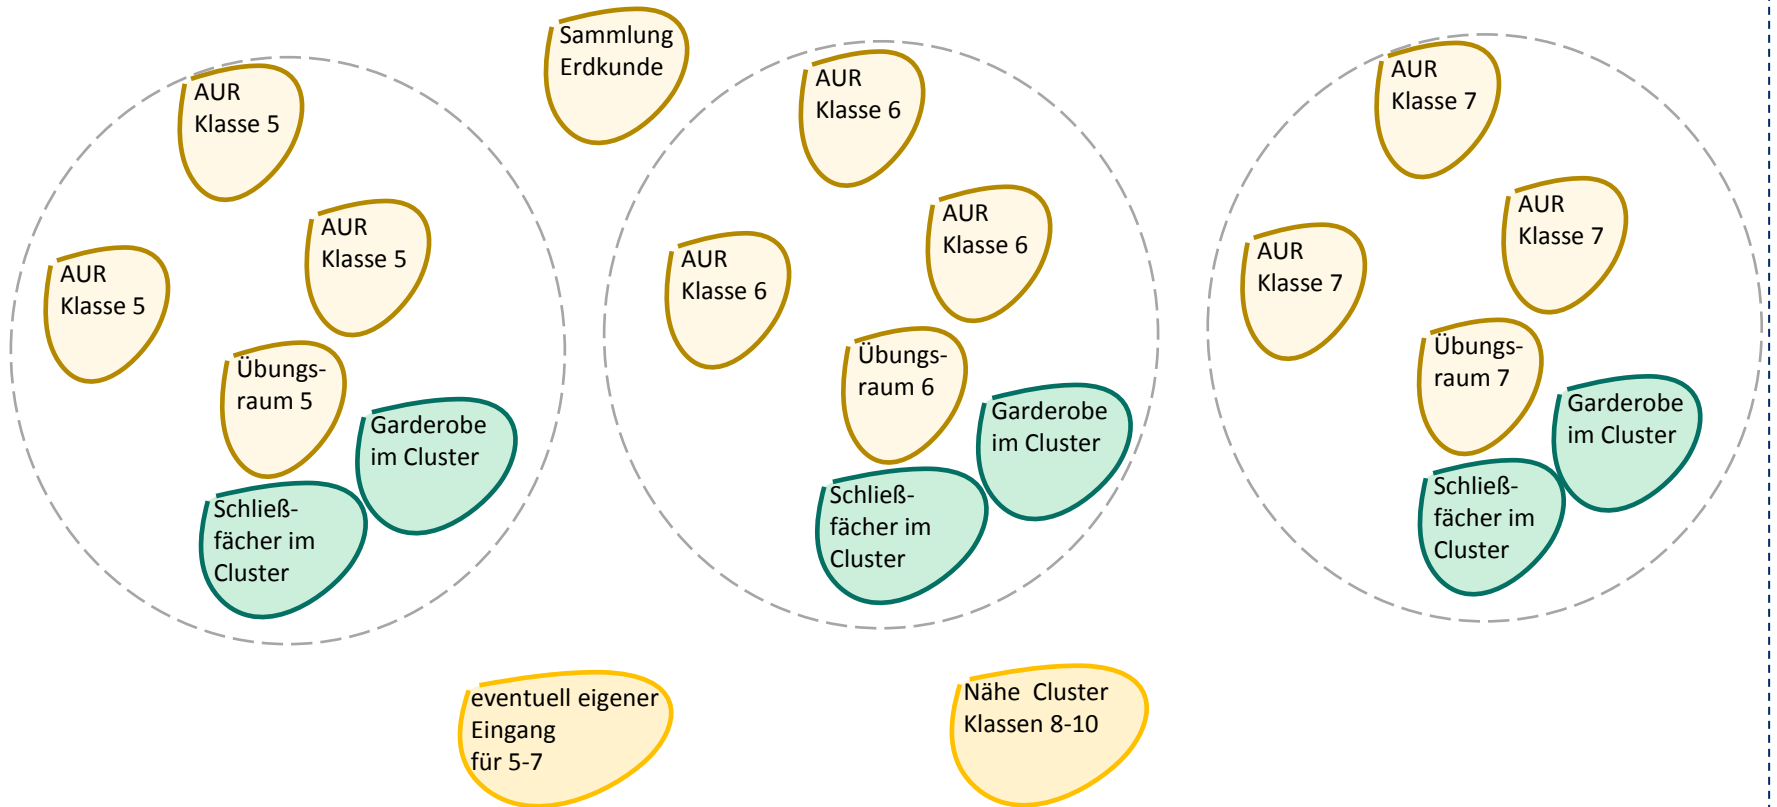 Sammlung
Erdkunde
AUR
Klasse 5
AUR
Klasse 5
AUR
Klasse 5
Übungs-
raum 5
Garderobe
im Cluster
Schließ-
fächer im
Cluster
AUR
Klasse 6
AUR
Klasse 6
AUR
Klasse 6
Übungs-
raum 6
Garderobe
im Cluster
Schließ-
fächer im
Cluster
AUR
Klasse 7
AUR
Klasse 7
AUR
Klasse 7
Übungs-
raum 7
Garderobe
im Cluster
Schließ-
fächer im
Cluster
eventuell eigener
Eingang
für 5-7
Nähe Cluster
Klassen 8-10